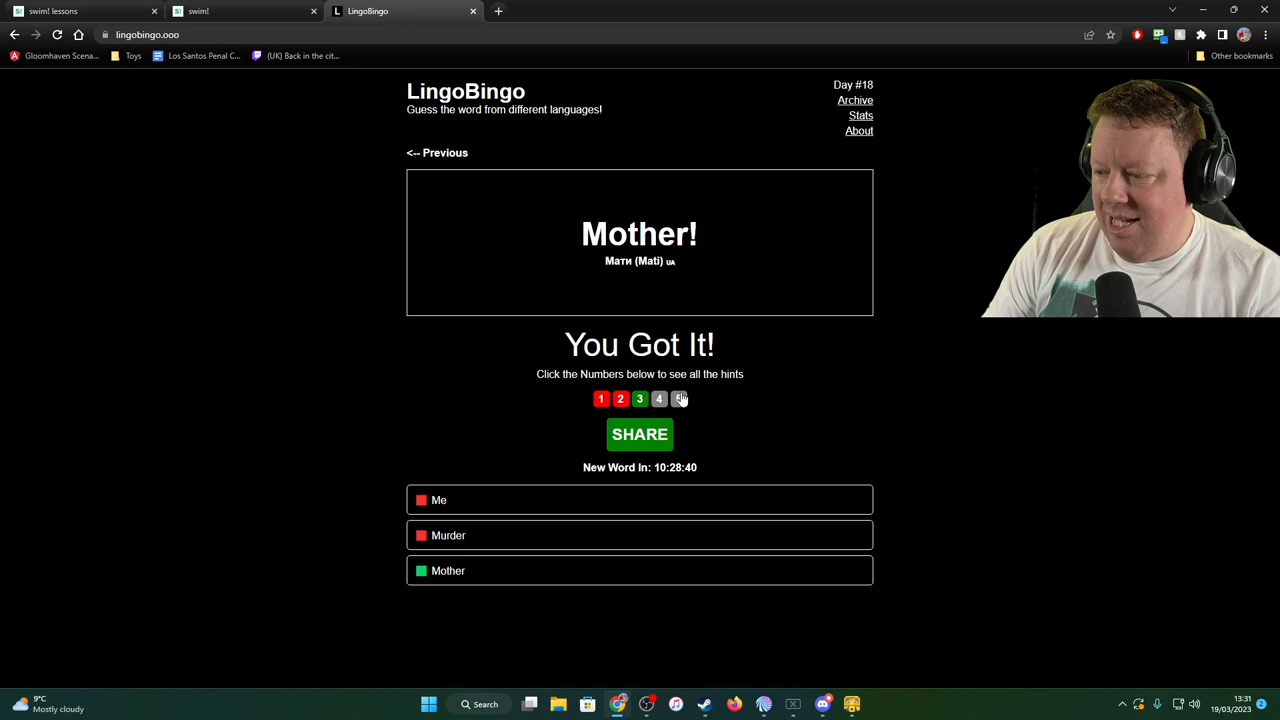 swim! lessons
swim!
LingoBingo
lingobingo.ooo
Gloomhaven Scena...
Toys
Los Santos Penal C...
(UK) Back in the cit...
Other bookmarks
LingoBingo
Guess the word from different languages!
Day #18
Archive
Stats
About
<-- Previous
Mother!
Мати (Mati) UA
You Got It!
Click the Numbers below to see all the hints
1 2 3 4
SHARE
New Word In: 10:28:40
Me
Murder
Mother
9°C
Mostly cloudy
Search
13:31
19/03/2023
2